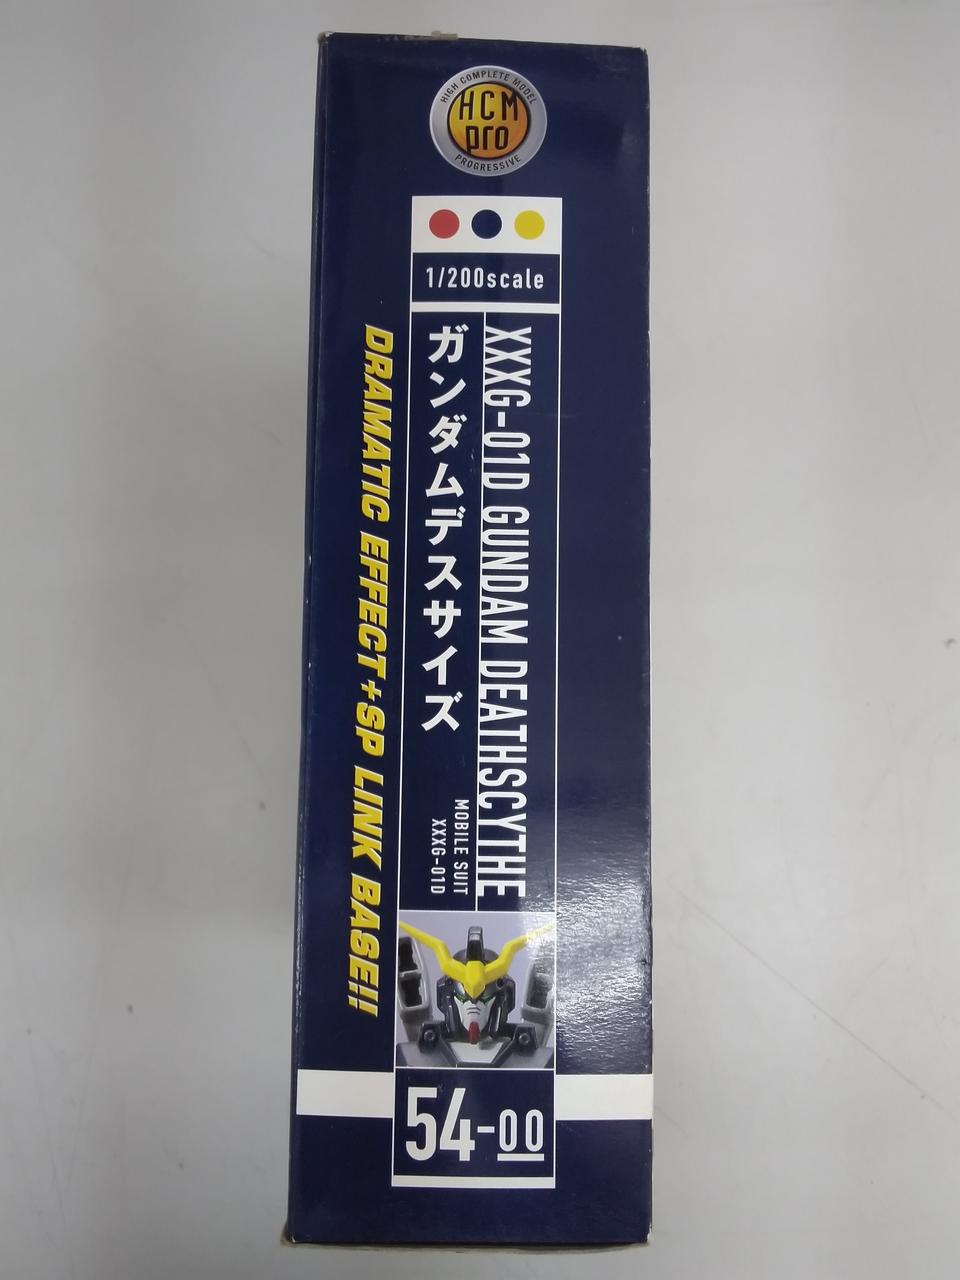 HIGH COMPLETE MODEL
HCM
pro
PROGRESSIVE
1/200scale
XXXG-01D GUNDAM DEATHSCYTHE
ガンダムデスサイズ
MOBILE SUIT
XXXG-01D
DRAMATIC EFFECT+SP LINK BASE!!
54-00